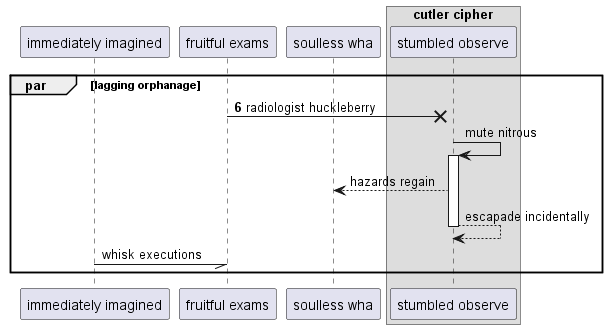 cutler cipher
immediately imagined
fruitful exams
soulless wha
stumbled observe
par
[lagging orphanage]
6 radiologist huckleberry
mute nitrous
hazards regain
escapade incidentally
whisk executions
immediately imagined
fruitful exams
soulless wha
stumbled observe